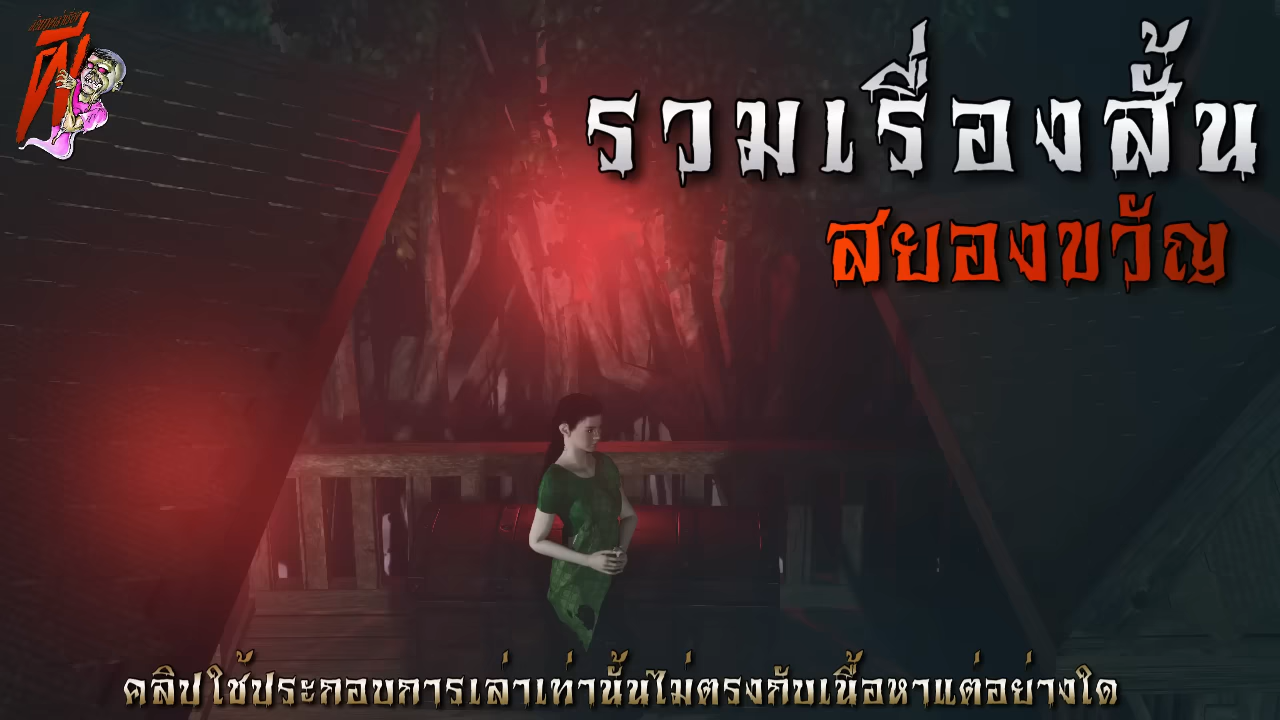 ผี
รวมเรื่องสั้น
สยองขวัญ
คลิปใช้ประกอบการเล่าเท่านั้นไม่ตรงกับเนื้อหาแต่อย่างใด